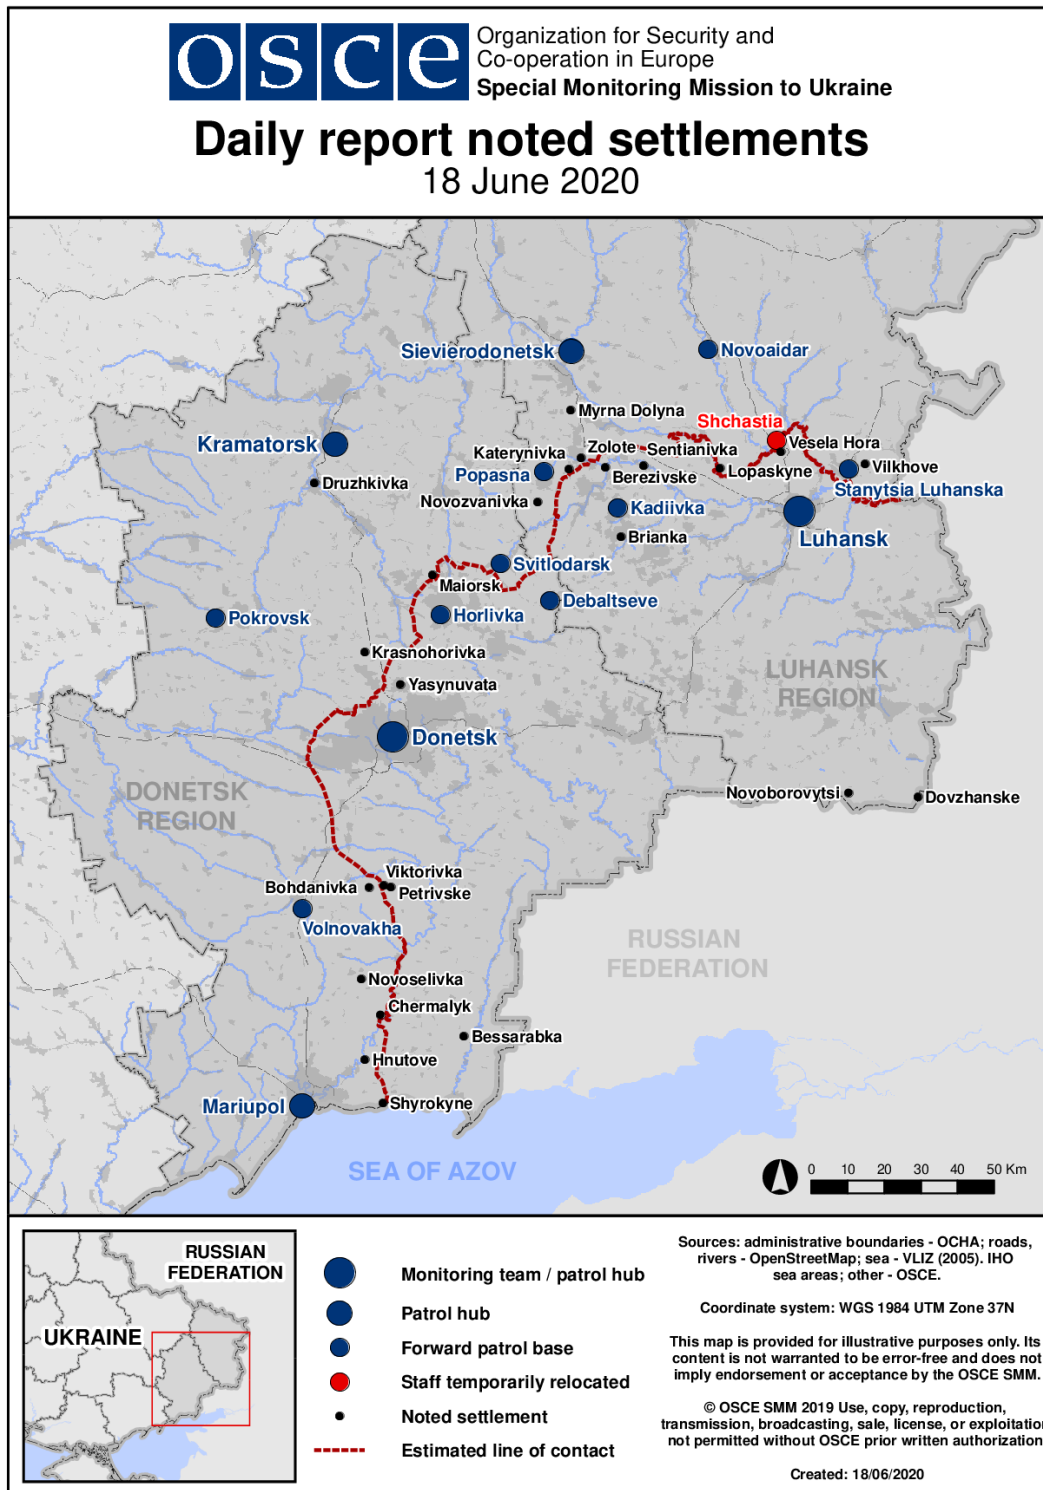 osce
Organization for Security and
Co-operation in Europe
Special Monitoring Mission to Ukraine
Daily report noted settlements
18 June 2020
Sievierodonetsk
Novoaidar
Myrna Dolyna
Shchastia
Kramatorsk
Zolote
Sentianivka
Vesela Hora
Katerynivka
Popasna
Berezivske
Lopaskyne
Vilkhove
Druzhkivka
Stanytsia Luhanska
Novozvanivka
Kadiivka
Brianka
Luhansk
Svitlodarsk
Maiorsk
Debaltseve
Pokrovsk
Horlivka
Krasnohorivka
LUHANSK
REGION
Yasynuvata
Donetsk
DONETSK
REGION
Novoborovytsi
Dovzhanske
Viktorivka
Bohdanivka
Petrivske
Volnovakha
RUSSIAN
FEDERATION
Novoselivka
Chermalyk
Bessarabka
Hnutove
Mariupol
Shyrokyne
SEA OF AZOV
0 10 20 30 40 50 Km
RUSSIAN
FEDERATION
UKRAINE
Monitoring team / patrol hub
Patrol hub
Forward patrol base
Staff temporarily relocated
Noted settlement
Estimated line of contact
Sources: administrative boundaries - OCHA; roads,
rivers - OpenStreetMap; sea - VLIZ (2005). IHO
sea areas; other - OSCE.
Coordinate system: WGS 1984 UTM Zone 37N
This map is provided for illustrative purposes only. Its
content is not warranted to be error-free and does not
imply endorsement or acceptance by the OSCE SMM.
© OSCE SMM 2019 Use, copy, reproduction,
transmission, broadcasting, sale, license, or exploitation
not permitted without OSCE prior written authorization
Created: 18/06/2020